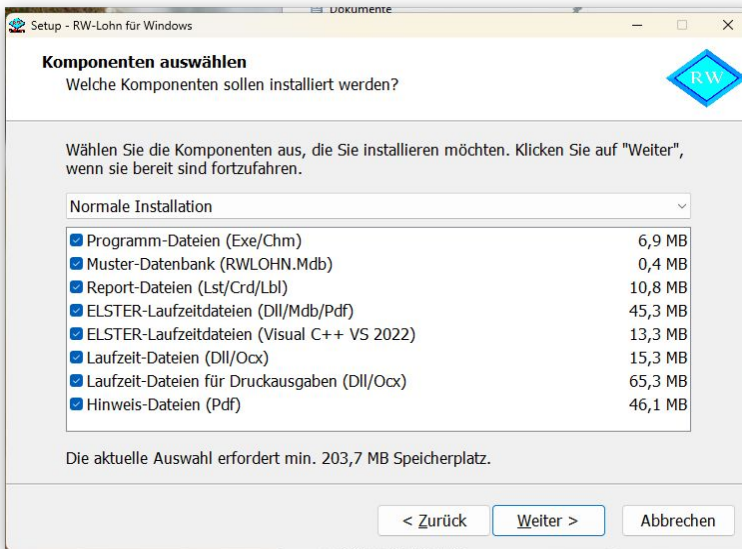 Dokumente
Setup - RW-Lohn für Windows
Komponenten auswählen
Welche Komponenten sollen installiert werden?
RW
Wählen Sie die Komponenten aus, die Sie installieren möchten. Klicken Sie auf "Weiter",
wenn sie bereit sind fortzufahren.
Normale Installation
Programm-Dateien (Exe/Chm) 6,9 MB
Muster-Datenbank (RWLOHN.Mdb) 0,4 MB
Report-Dateien (Lst/Crd/Lbl) 10,8 MB
ELSTER-Laufzeitdateien (Dll/Mdb/Pdf) 45,3 MB
ELSTER-Laufzeitdateien (Visual C++ VS 2022) 13,3 MB
Laufzeit-Dateien (Dll/Ocx) 15,3 MB
Laufzeit-Dateien für Druckausgaben (Dll/Ocx) 65,3 MB
Hinweis-Dateien (Pdf) 46,1 MB
Die aktuelle Auswahl erfordert min. 203,7 MB Speicherplatz.
< Zurück Weiter > Abbrechen